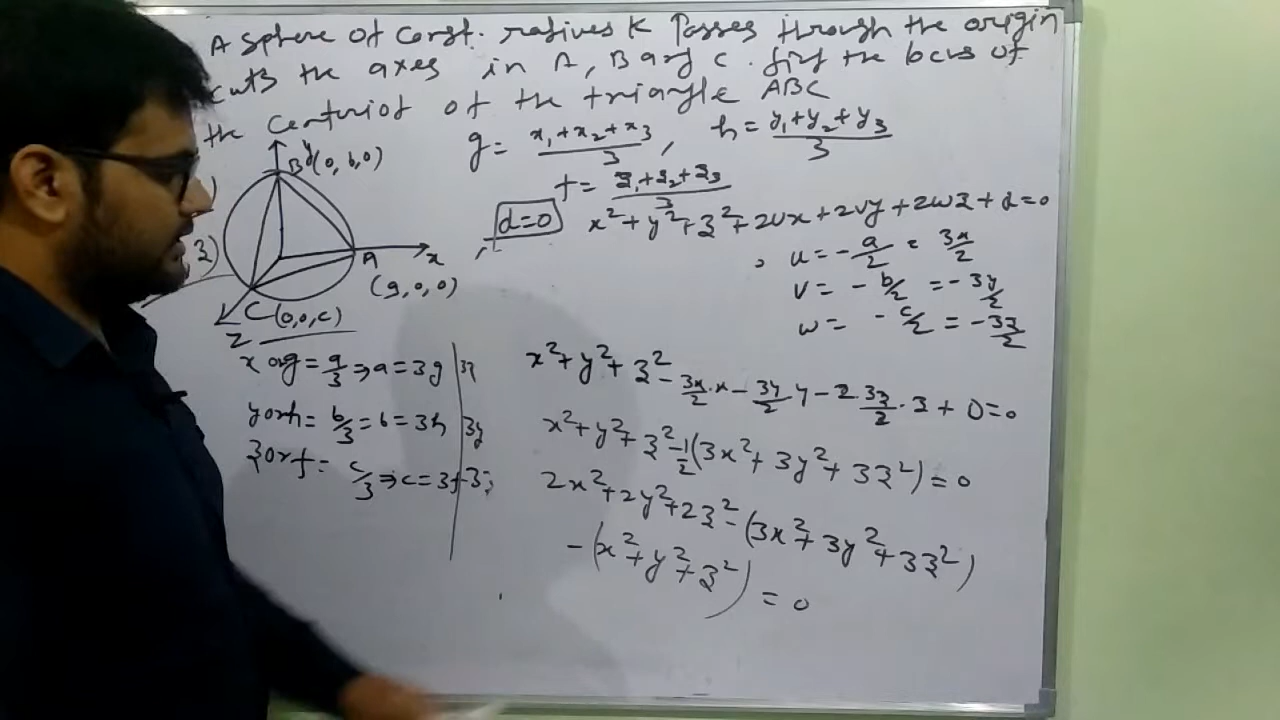 A sphere of const. radives K Passes through the origin
cuts the axes in A, B and C. find the locus of
the centriod of the triangle ABC
g = x₁+x₂+x₃/3 , h = y₁+y₂+y₃/3
f = z₁+z₂+z₃/3
y
B (0, b, 0)
A
x
(a, 0, 0)
C (0,0,c)
Z
z)
d=0
x²+y²+z²+2ux+2vy+2wz+d=0
, u = -a/2 = 3x/2
v = -b/2 = -3y/2
w = -c/2 = -3z/2
x or g = a/3 ⇒ a = 3g | 3x
y or h = b/3 = b = 3h | 3y
z or f = c/3 ⇒ c = 3f 3z
x²+y²+z² - 3x/2·x - 3y/2 y - 2 3z/2·z + 0=0
x²+y²+z² - 1/2(3x²+3y²+3z²) = 0
2x²+2y²+2z² - (3x²+3y²+3z²)
-(x²+y²+z²) = 0